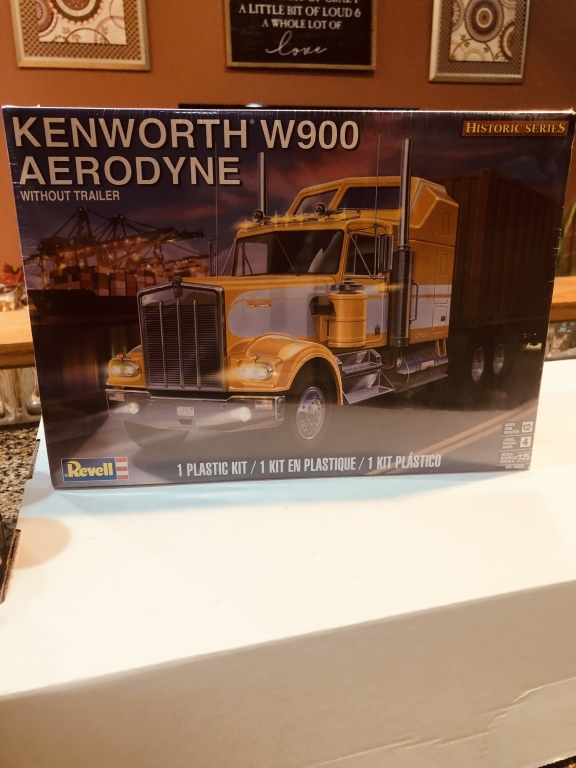 A LITTLE BIT OF LOUD &
A WHOLE LOT OF
love
KENWORTH® W900
AERODYNE
WITHOUT TRAILER
HISTORIC SERIES
Revell
1 PLASTIC KIT / 1 KIT EN PLASTIQUE / 1 KIT PLÁSTICO
12+
4
1:25